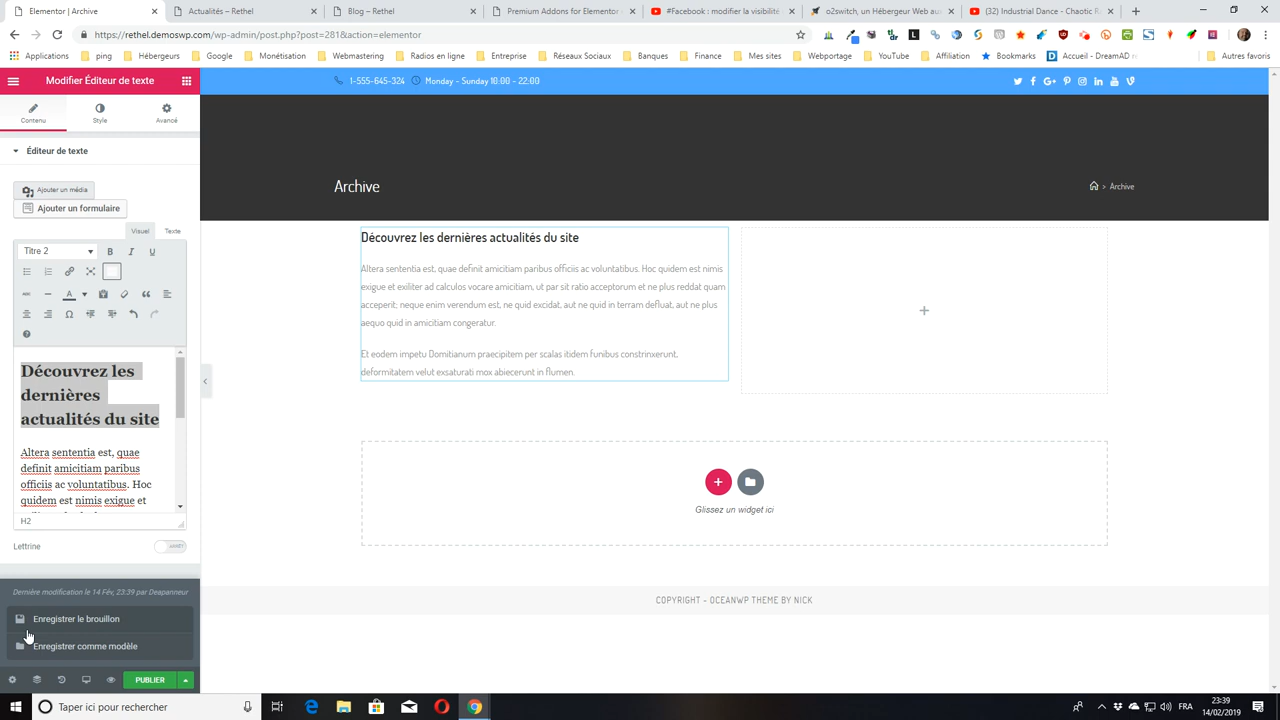 Elementor | Archive
Actualités – Rethel
Blog – Rethel
Premium Addons for Elementor
#Facebook : modifier la visibilité
o2switch, un Hébergeur Web au
(32) Industrial Dance - Chaotic R
https://rethel.demoswp.com/wp-admin/post.php?post=281&action=elementor
Applications
ping
Hébergeurs
Google
Monétisation
Webmastering
Radios en ligne
Entreprise
Réseaux Sociaux
Banques
Finance
Mes sites
Webportage
YouTube
Affiliation
Bookmarks
Accueil – DreamAD r
Autres favoris
Modifier Éditeur de texte
1-555-645-324
Monday - Sunday 10:00 - 22:00
Contenu
Style
Avancé
Éditeur de texte
Ajouter un média
Ajouter un formulaire
Visuel
Texte
Titre 2
B I U
Découvrez les
dernières
actualités du site
Altera sententia est, quae
definit amicitiam paribus
officiis ac voluntatibus. Hoc
quidem est nimis exigue et
H2
Lettrine
Dernière modification le 14 Fév, 23:39 par Deapanneur
Enregistrer le brouillon
Enregistrer comme modèle
PUBLIER
Archive
Archive
Découvrez les dernières actualités du site
Altera sententia est, quae definit amicitiam paribus officiis ac voluntatibus. Hoc quidem est nimis
exigue et exiliter ad calculos vocare amicitiam, ut par sit ratio acceptorum et ne plus reddat quam
acceperit; neque enim verendum est, ne quid excidat, aut ne quid in terram defluat, aut ne plus
aequo quid in amicitiam congeratur.
Et eodem impetu Domitianum praecipitem per scalas itidem funibus constrinxerunt,
deformitatem velut exsaturati mox abiecerunt in flumen.
Glissez un widget ici
COPYRIGHT - OCEANWP THEME BY NICK
Taper ici pour rechercher
FRA
23:39
14/02/2019